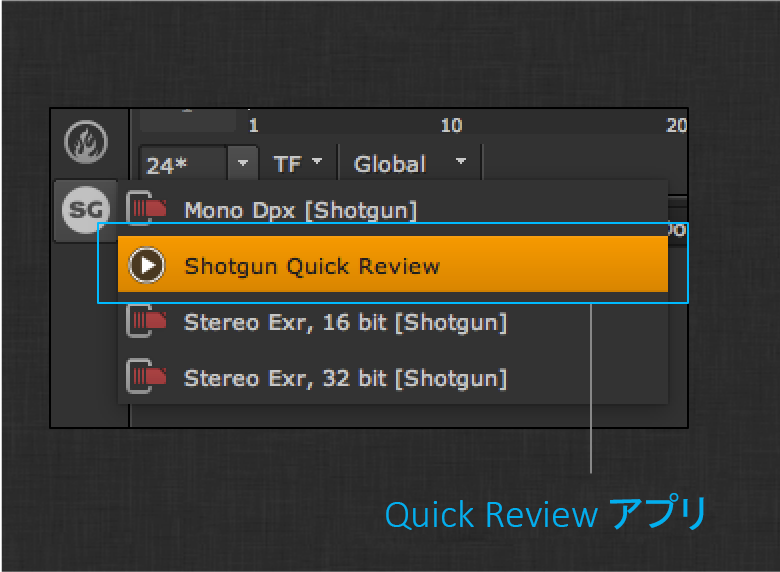 1 10 20
24* TF Global
SG
Mono Dpx [Shotgun]
Shotgun Quick Review
Stereo Exr, 16 bit [Shotgun]
Stereo Exr, 32 bit [Shotgun]
Quick Review アプリ